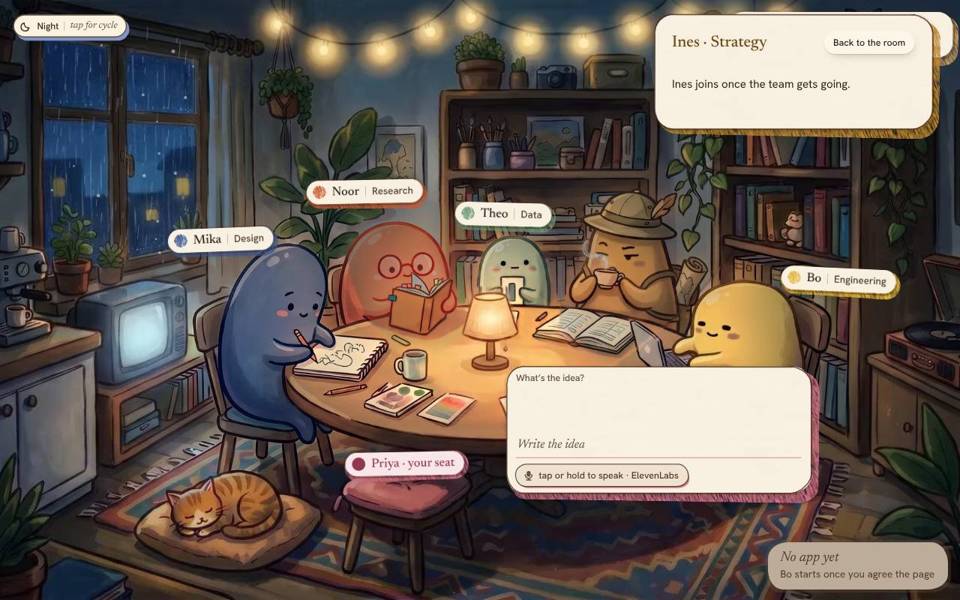 Night | tap for cycle
Ines · Strategy
Back to the room
Ines joins once the team gets going.
Noor | Research
Theo | Data
Mika | Design
Bo | Engineering
What's the idea?
Write the idea
tap or hold to speak · ElevenLabs
Priya · your seat
No app yet
Bo starts once you agree the page